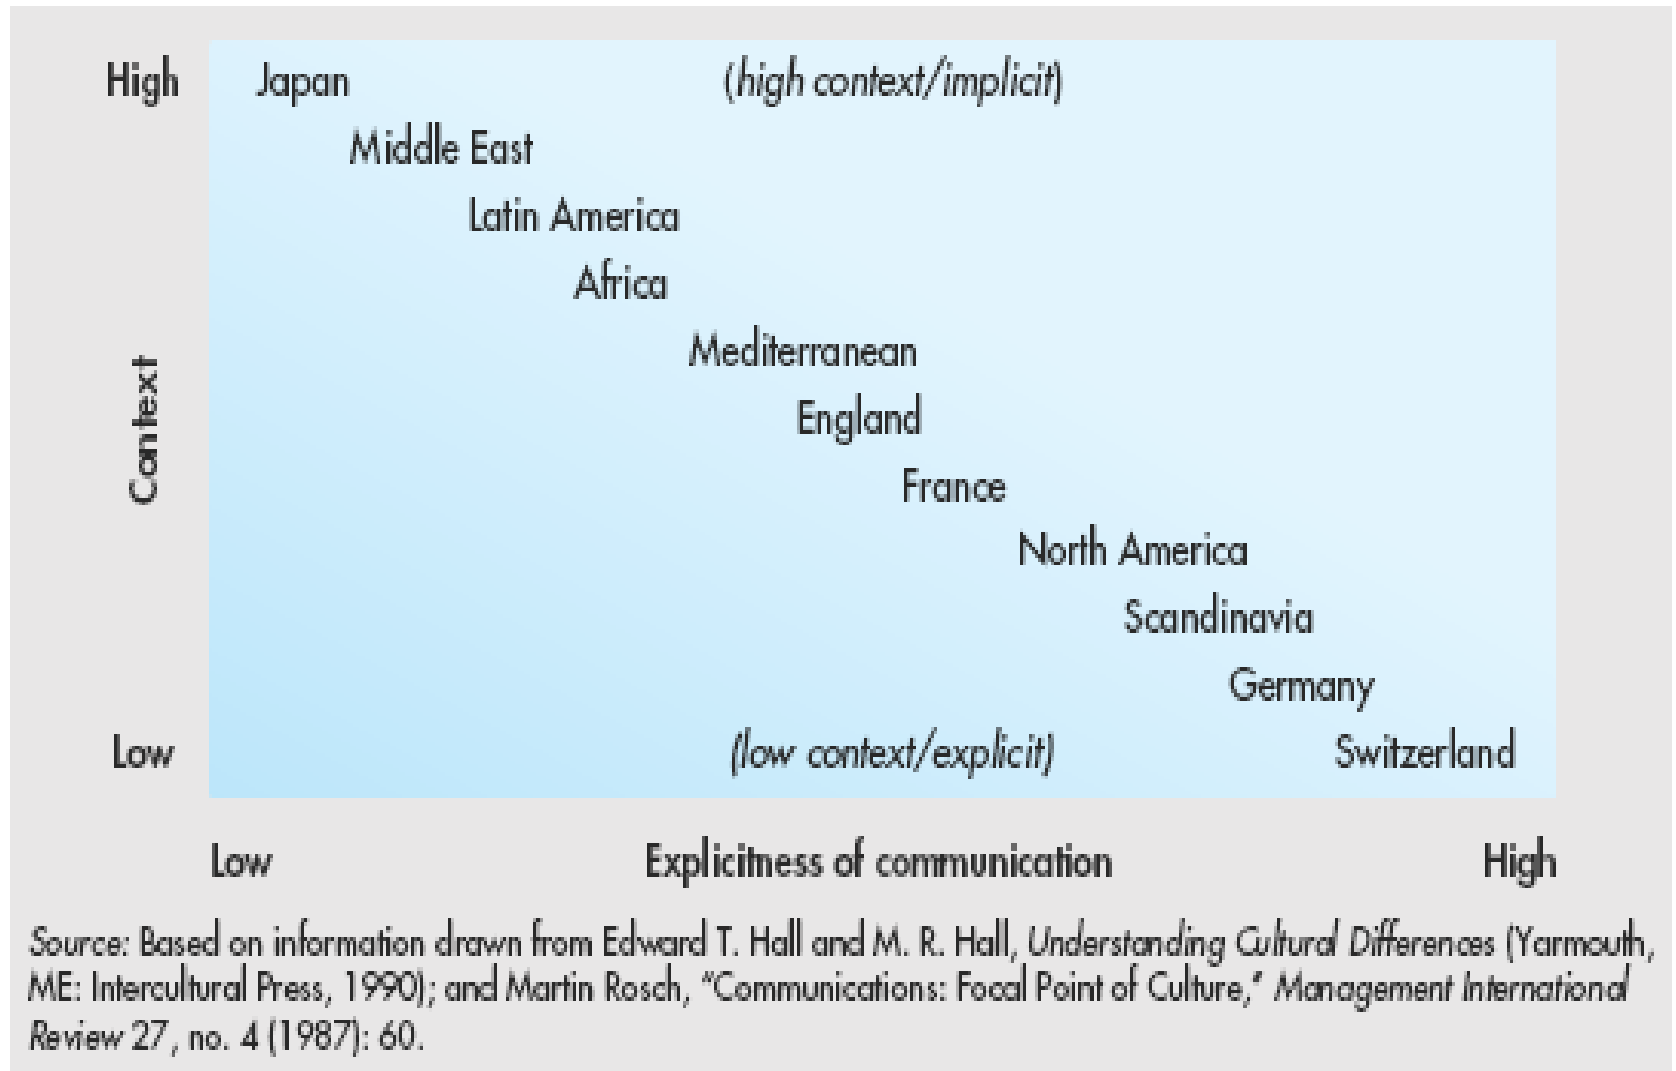 High Japan (high context/implicit)
Middle East
Latin America
Africa
Mediterranean
Context
England
France
North America
Scandinavia
Germany
Low (low context/explicit) Switzerland
Low Explicitness of communication High
Source: Based on information drawn from Edward T. Hall and M. R. Hall, Understanding Cultural Differences (Yarmouth,
ME: Intercultural Press, 1990); and Martin Rosch, “Communications: Focal Point of Culture,” Management International
Review 27, no. 4 (1987): 60.